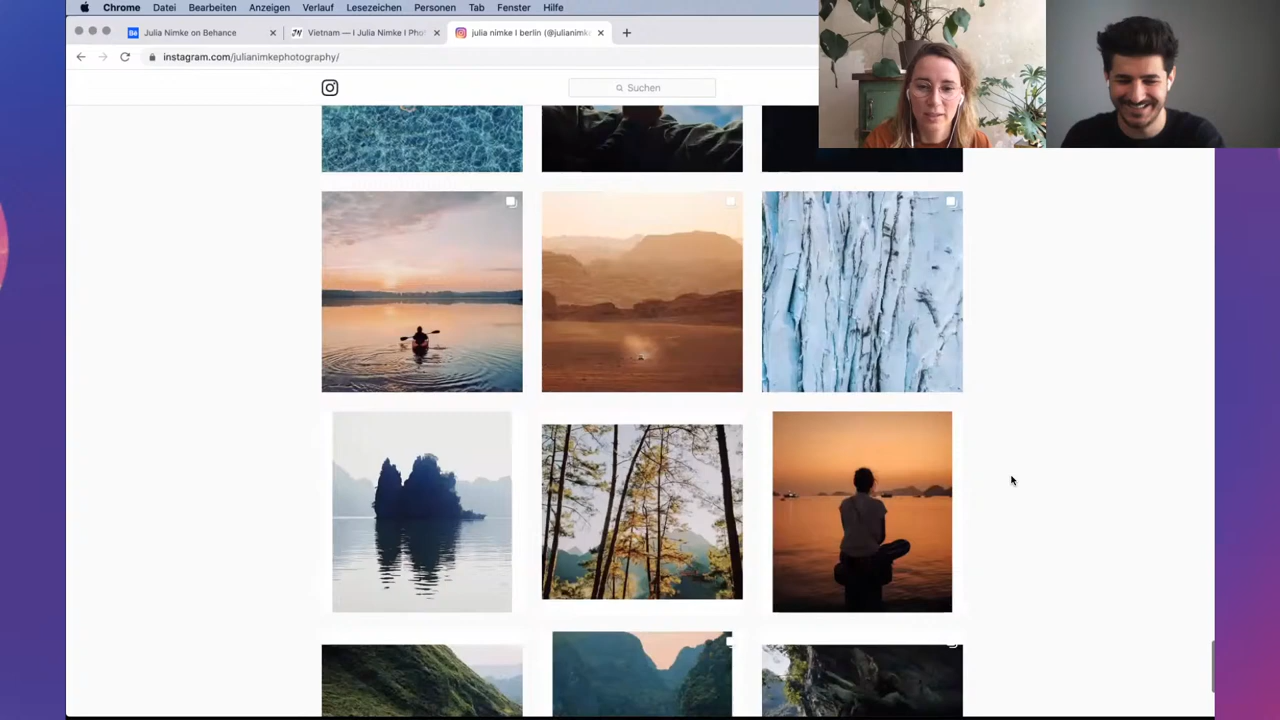 Chrome Datei Bearbeiten Anzeigen Verlauf Lesezeichen Personen Tab Fenster Hilfe
Julia Nimke on Behance
Vietnam — I Julia Nimke I Phot
julia nimke I berlin (@julianimk
instagram.com/julianimkephotography/
Suchen